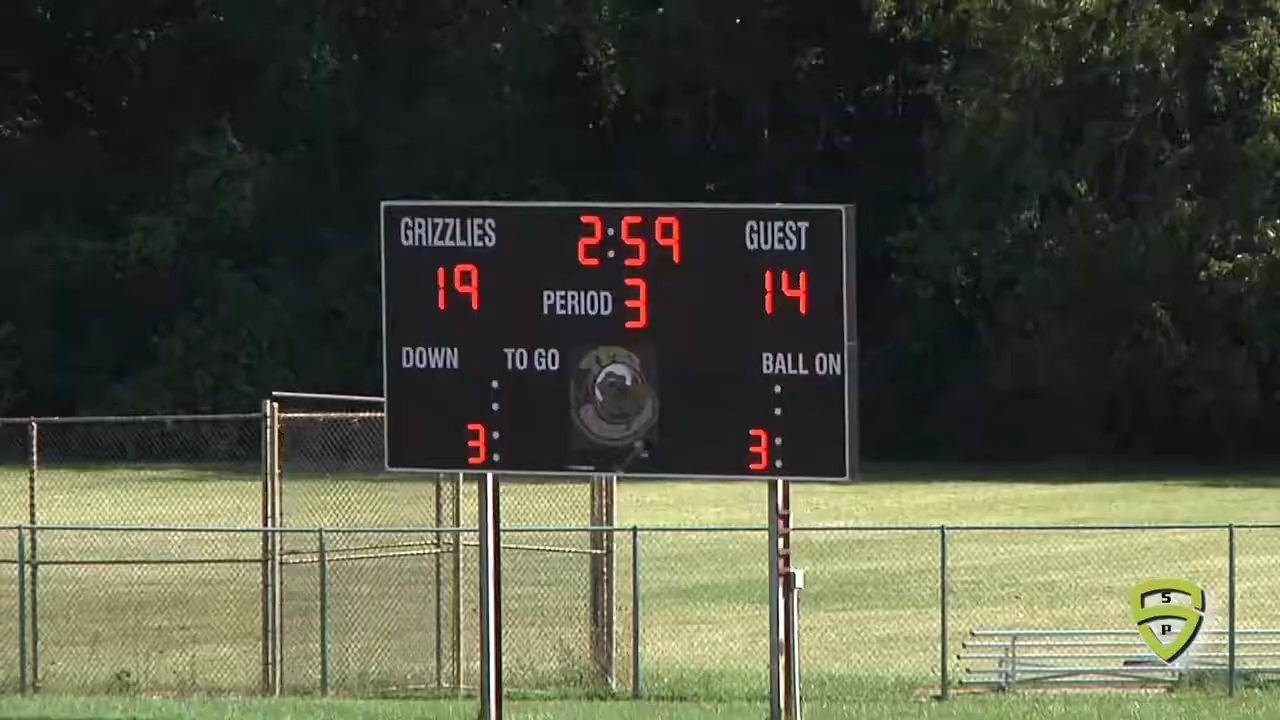 GRIZZLIES 2:59 GUEST
19 PERIOD 3 14
DOWN TO GO BALL ON
3 3
S
P